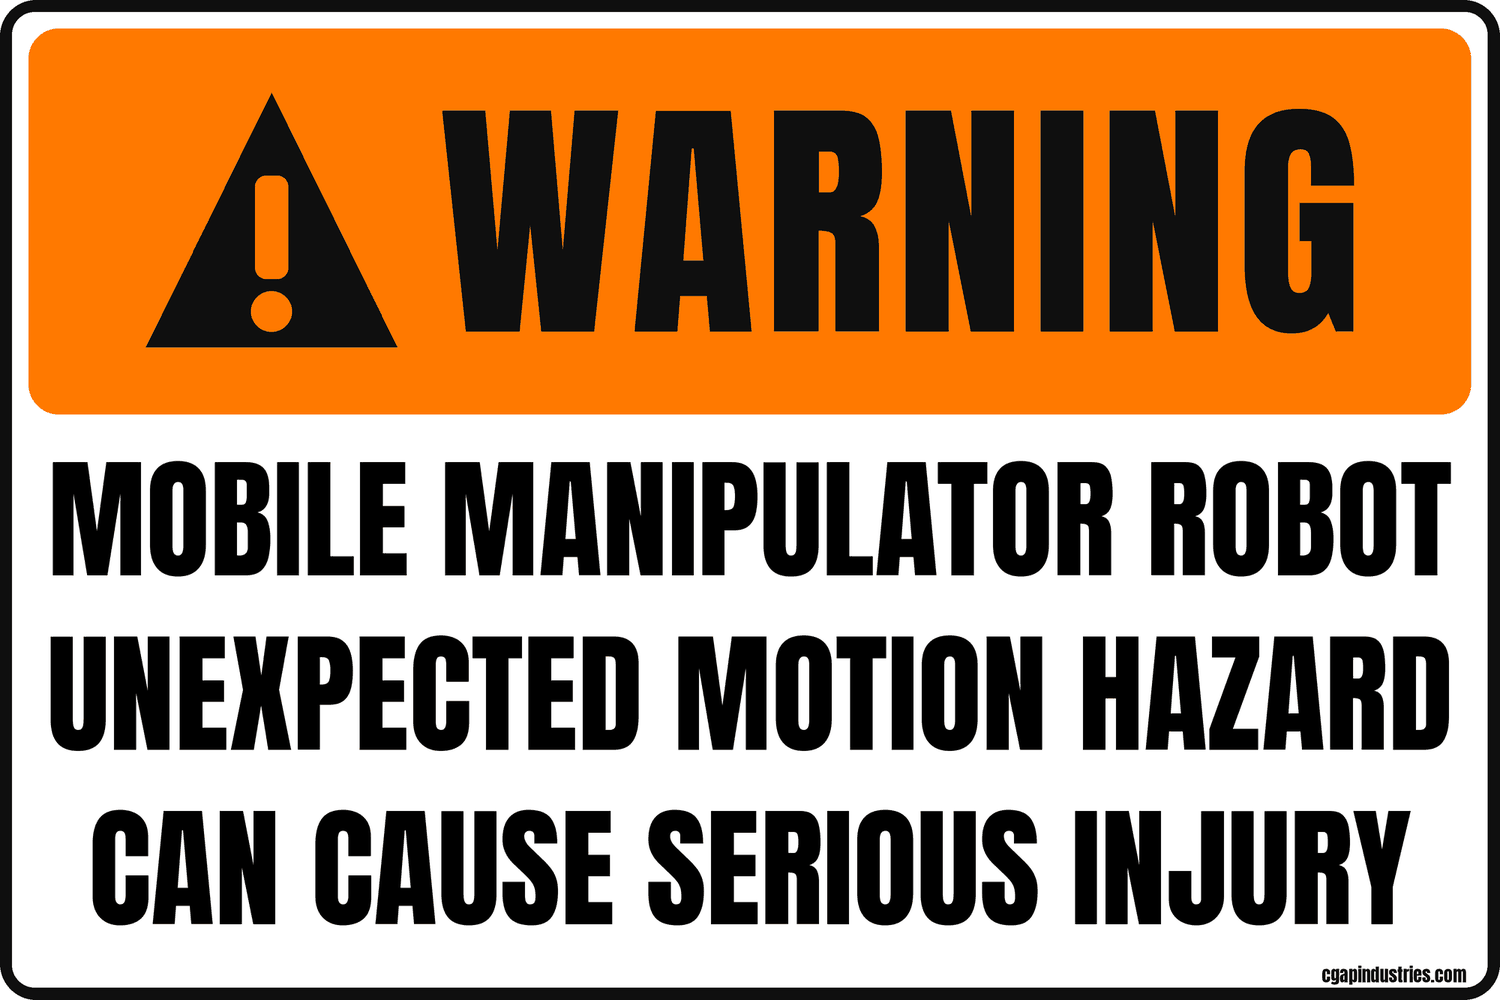 WARNING
MOBILE MANIPULATOR ROBOT
UNEXPECTED MOTION HAZARD
CAN CAUSE SERIOUS INJURY
cgapindustries.com